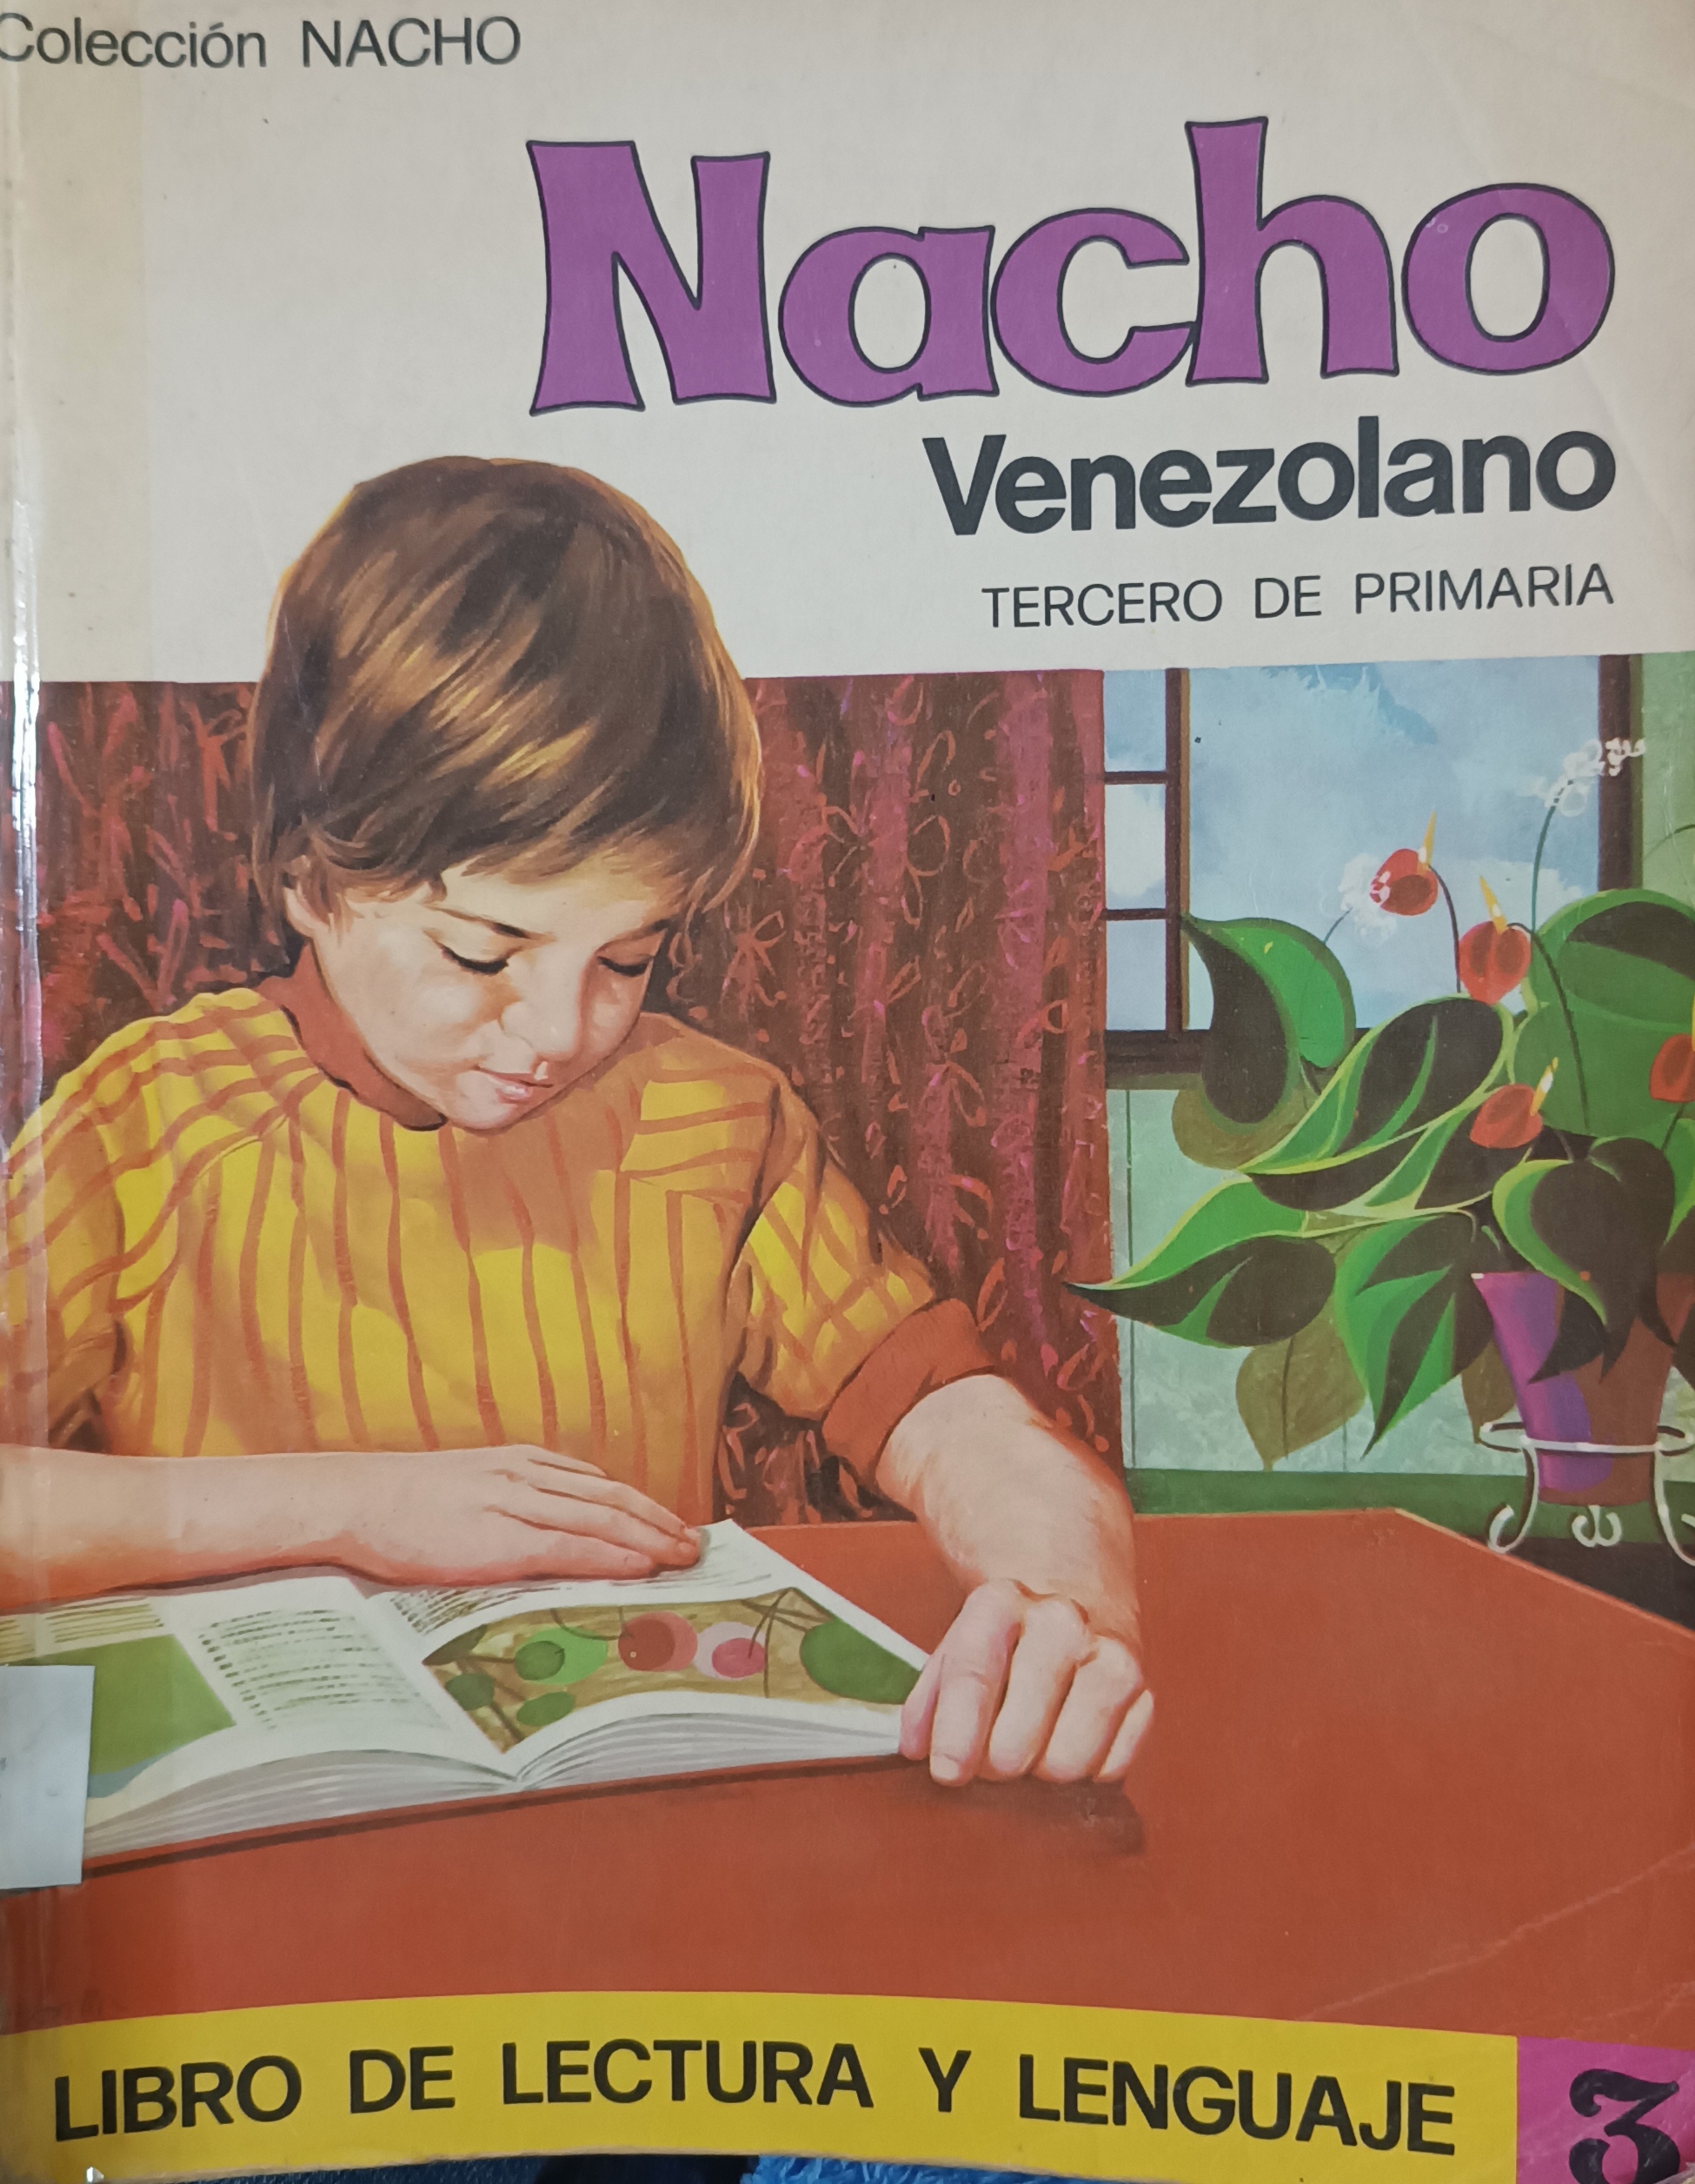 Colección NACHO
Nacho
Venezolano
TERCERO DE PRIMARIA
LIBRO DE LECTURA Y LENGUAJE 3